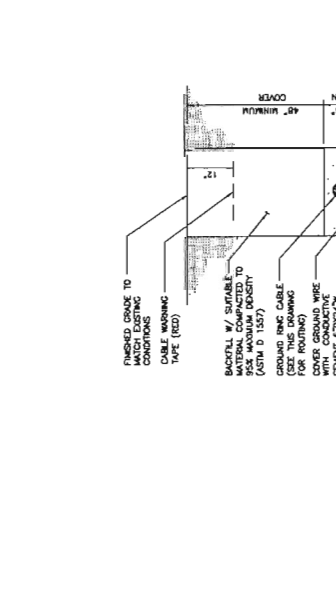 FINISHED GRADE TO
MATCH EXISTING
CONDITIONS
CABLE WARNING
TAPE (RED)
BACKFILL W/ SUITABLE
MATERIAL COMPACTED TO
95% MAXIMUM DENSITY
(ASTM D 1557)
GROUND RING CABLE
(SEE THIS DRAWING
FOR ROUTING)
COVER GROUND WIRE
WITH CONDUCTIVE
12"
48" MINIMUM
COVER